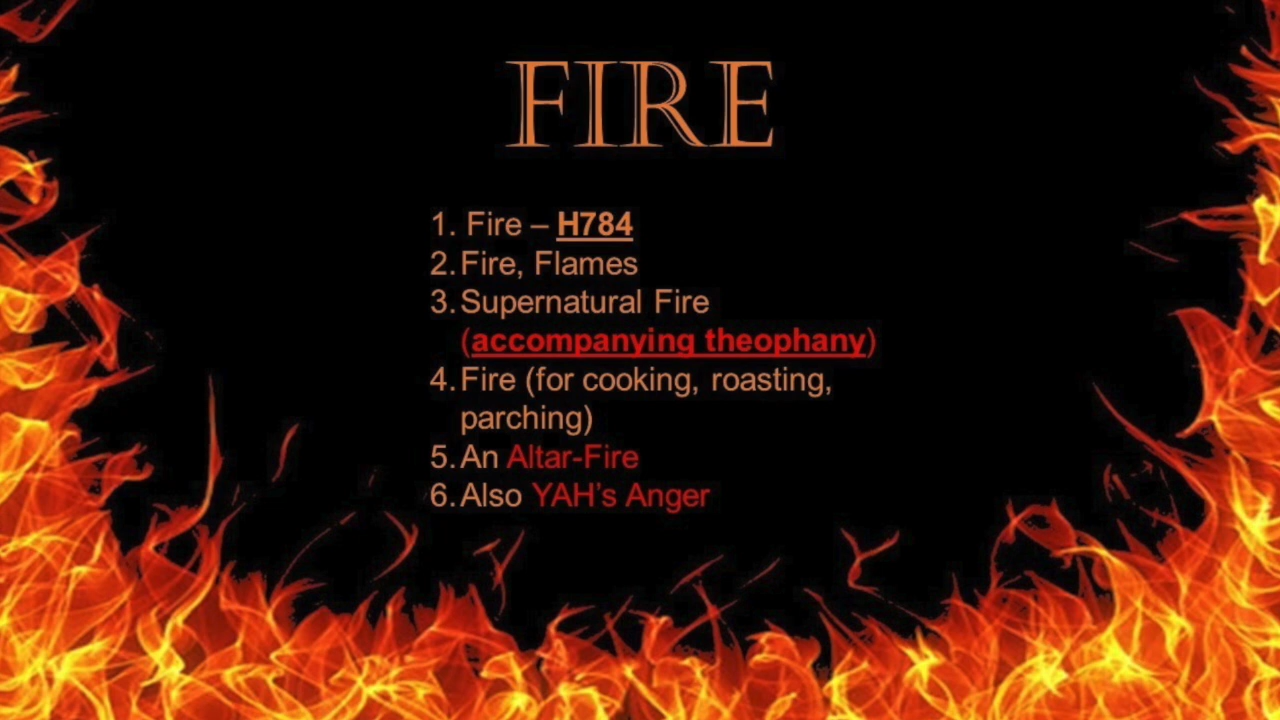 FIRE
1. Fire – H784
2. Fire, Flames
3. Supernatural Fire
(accompanying theophany)
4. Fire (for cooking, roasting,
parching)
5. An Altar-Fire
6. Also YAH’s Anger